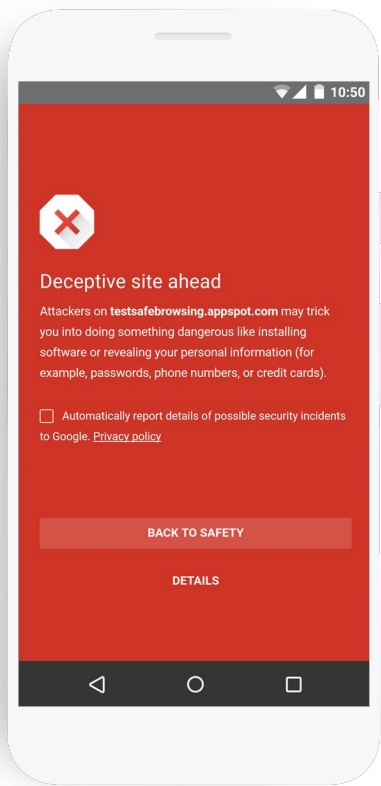 10:50
Deceptive site ahead
Attackers on testsafebrowsing.appspot.com may trick
you into doing something dangerous like installing
software or revealing your personal information (for
example, passwords, phone numbers, or credit cards).
Automatically report details of possible security incidents
to Google. Privacy policy
BACK TO SAFETY
DETAILS